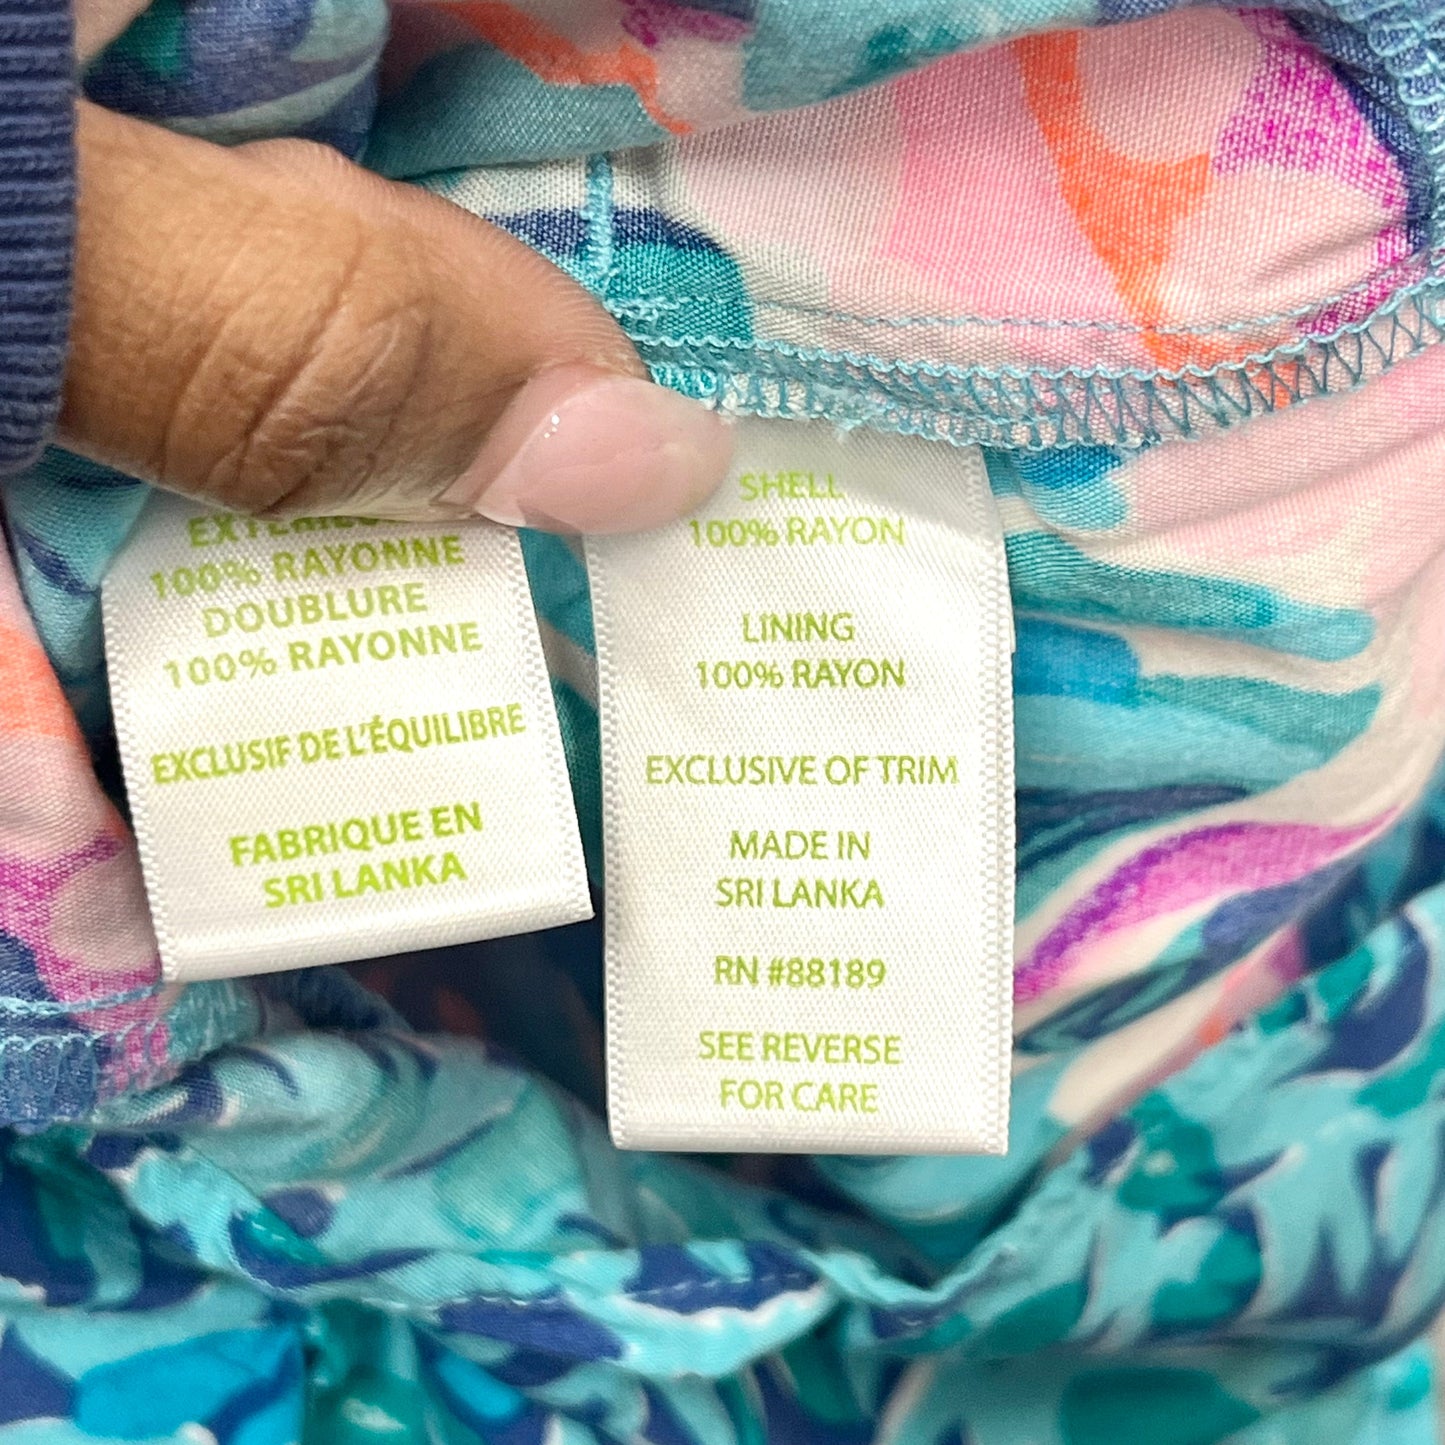 100% RAYONNE
DOUBLURE
100% RAYONNE
EXCLUSIF DE L'ÉQUILIBRE
FABRIQUE EN
SRI LANKA
SHELL
100% RAYON
LINING
100% RAYON
EXCLUSIVE OF TRIM
MADE IN
SRI LANKA
RN #88189
SEE REVERSE
FOR CARE